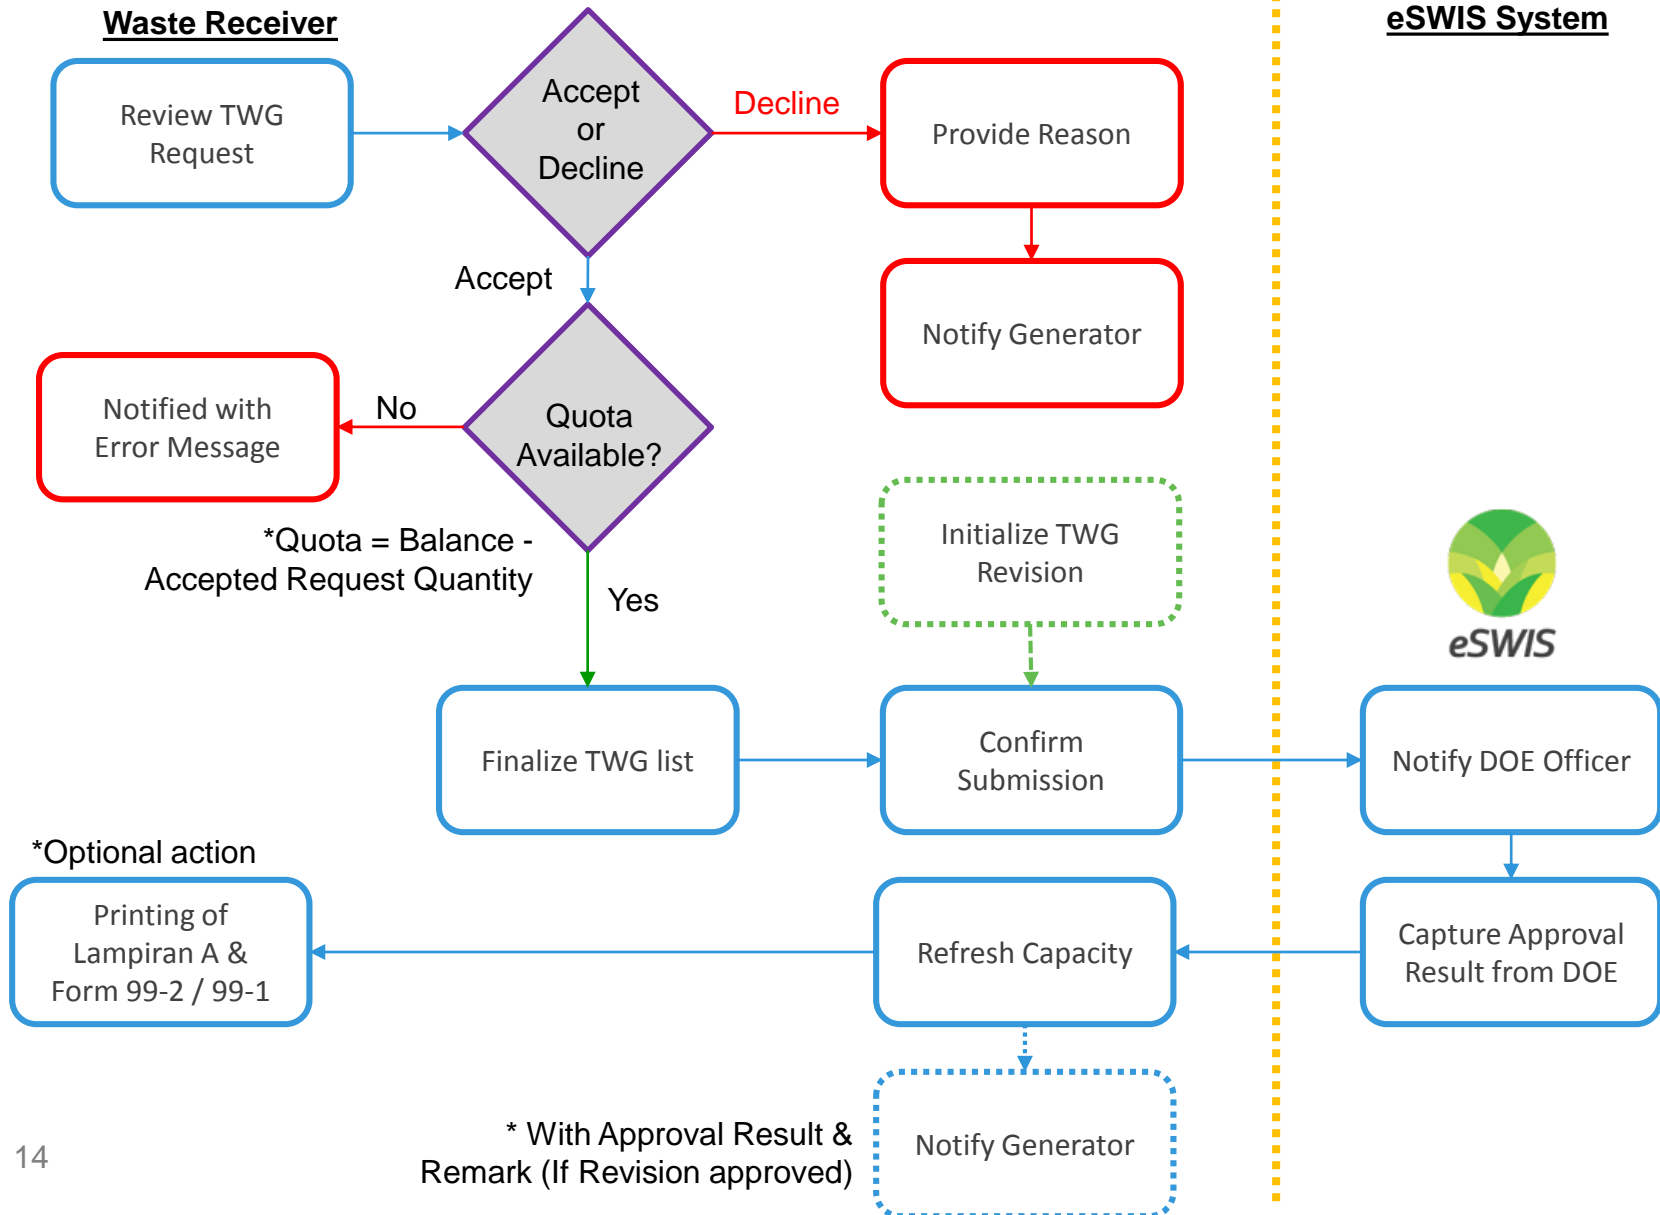 Waste Receiver
eSWIS System
Review TWG
Request
Accept
or
Decline
Decline
Provide Reason
Accept
Notify Generator
Notified with
Error Message
No
Quota
Available?
*Quota = Balance -
Accepted Request Quantity
Yes
Initialize TWG
Revision
eSWIS
Finalize TWG list
Confirm
Submission
Notify DOE Officer
*Optional action
Printing of
Lampiran A &
Form 99-2 / 99-1
Refresh Capacity
Capture Approval
Result from DOE
* With Approval Result &
Remark (If Revision approved)
Notify Generator
14